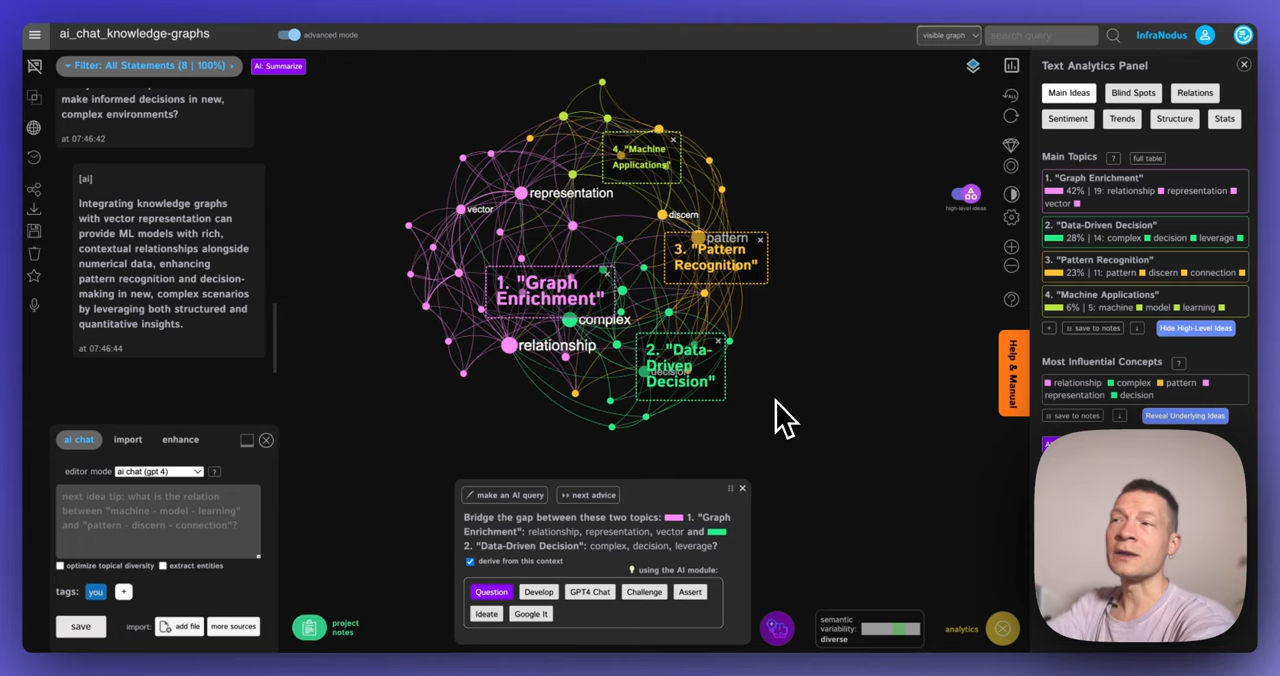 ai_chat_knowledge-graphs
advanced mode
visible graph
search query
InfraNodus
Filter: All Statements (8 | 100%)
AI: Summarize
make informed decisions in new,
complex environments?
at 07:46:42
[ai]
Integrating knowledge graphs
with vector representation can
provide ML models with rich,
contextual relationships alongside
numerical data, enhancing
pattern recognition and decision-
making in new, complex scenarios
by leveraging both structured and
quantitative insights.
at 07:46:44
ai chat
import
enhance
editor mode
ai chat (gpt 4)
?
next idea tip: what is the relation
between "machine - model - learning"
and "pattern - discern - connection"?
optimize topical diversity
extract entities
tags:
you
+
save
import:
add file
more sources
project
notes
4. "Machine
Applications"
representation
vector
discern
pattern
3. "Pattern
Recognition"
1. "Graph
Enrichment"
complex
relationship
2. "Data-
Driven
Decision"
decision
high-level ideas
ALL
Help & Manual
make an AI query
next advice
Bridge the gap between these two topics: 1. "Graph
Enrichment": relationship, representation, vector and
2. "Data-Driven Decision": complex, decision, leverage?
derive from this context
using the AI module:
Question
Develop
GPT4 Chat
Challenge
Assert
Ideate
Google It
semantic
variability:
diverse
analytics
Text Analytics Panel
Main Ideas
Blind Spots
Relations
Sentiment
Trends
Structure
Stats
Main Topics
?
full table
1. "Graph Enrichment"
42% | 19: relationship representation
vector
2. "Data-Driven Decision"
28% | 14: complex decision leverage
3. "Pattern Recognition"
23% | 11: pattern discern connection
4. "Machine Applications"
6% | 5: machine model learning
+
save to notes
↓
Hide High-Level Ideas
Most Influential Concepts
?
relationship complex pattern
representation decision
save to notes
↓
Reveal Underlying Ideas